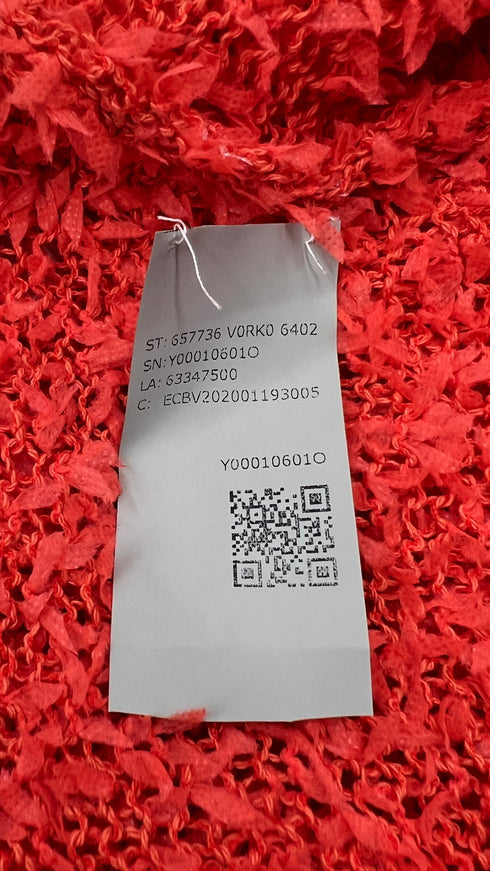 ST: 657736 V0RK0 6402
SN: Y00010601O
LA: 63347500
C: ECBV202001193005
Y00010601O